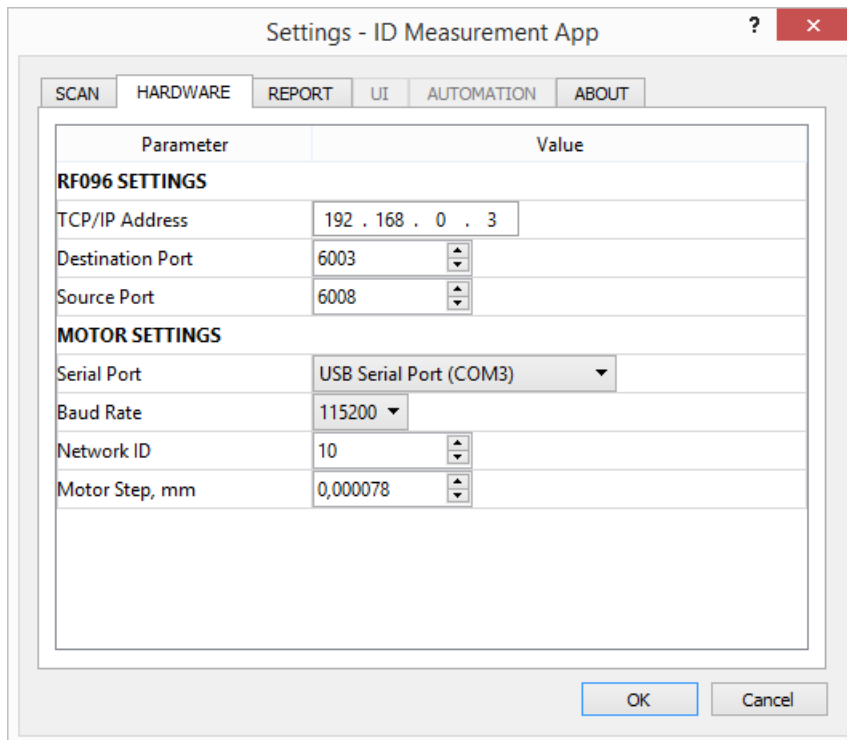 Settings - ID Measurement App ? ×
SCAN HARDWARE REPORT UI AUTOMATION ABOUT
Parameter Value
RF096 SETTINGS
TCP/IP Address 192 . 168 . 0 . 3
Destination Port 6003
Source Port 6008
MOTOR SETTINGS
Serial Port USB Serial Port (COM3)
Baud Rate 115200
Network ID 10
Motor Step, mm 0,000078
OK Cancel